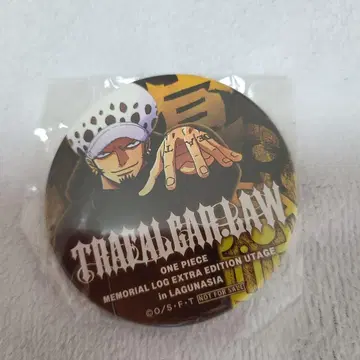 TRAFALGAR.LAW
ONE PIECE
MEMORIAL LOG EXTRA EDITION UTAGE
in LAGUNASIA
©O/S・F・T NOT FOR SALE